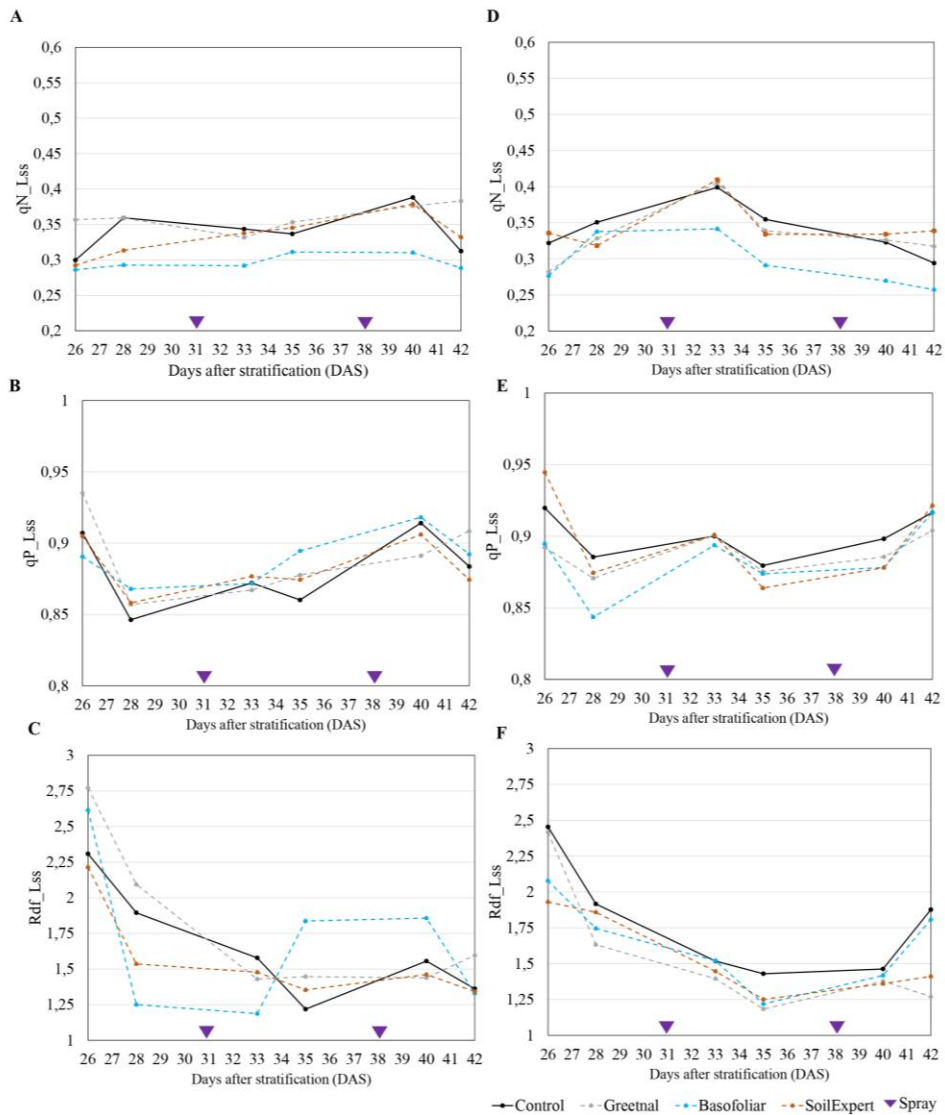 A
0,6
0,55
0,5
0,45
0,4
0,35
0,3
0,25
0,2
qN_Lss
26 27 28 29 30 31 32 33 34 35 37 38 39 40 41 42
Days after stratification (DAS)
D
0,6
0,55
0,5
0,45
0,4
0,35
0,3
0,25
0,2
qN_Lss
26 27 28 29 30 31 32 33 34 35 37 38 39 40 41 42
Days after stratification (DAS)
B
1
0,95
0,9
0,85
0,8
qP_Lss
26 27 28 29 30 31 32 33 34 35 37 38 39 40 41 42
Days after stratification (DAS)
E
1
0,95
0,9
0,85
0,8
qP_Lss
26 27 28 29 30 31 32 33 34 35 37 38 39 40 41 42
Days after stratification (DAS)
C
3
2,75
2,5
2,25
2
1,75
1,5
1,25
1
Rdf_Lss
26 27 28 29 30 31 32 33 34 35 37 38 39 40 41 42
Days after stratification (DAS)
F
3
2,75
2,5
2,25
2
1,75
1,5
1,25
1
Rdf_Lss
26 27 28 29 30 31 32 33 34 35 37 38 39 40 41 42
Days after stratification (DAS)
Control Greetnal Basofoliar SoilExpert Spray